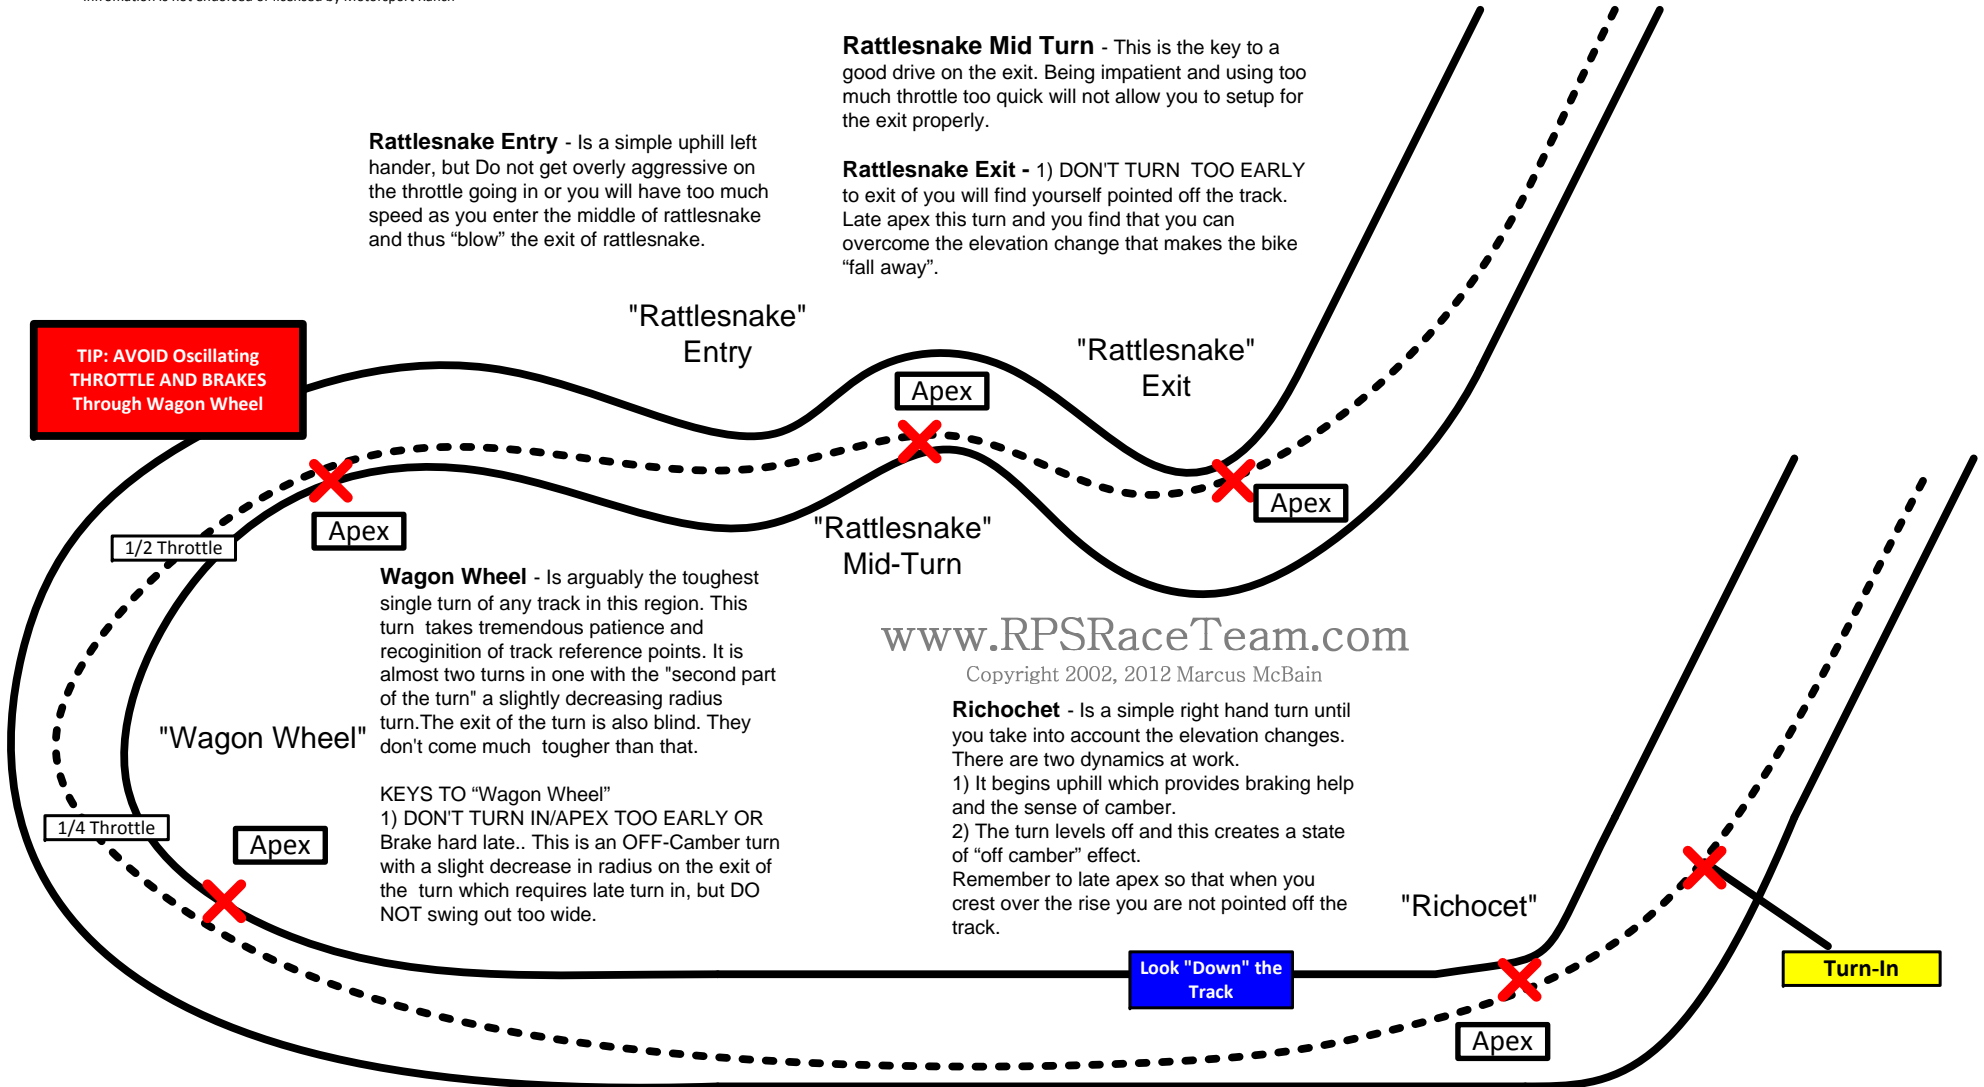 Information is not endorsed or licensed by Motorsport Ranch
Rattlesnake Mid Turn - This is the key to a
good drive on the exit. Being impatient and using too
much throttle too quick will not allow you to setup for
the exit properly.
Rattlesnake Entry - Is a simple uphill left
hander, but Do not get overly aggressive on
the throttle going in or you will have too much
speed as you enter the middle of rattlesnake
and thus “blow” the exit of rattlesnake.
Rattlesnake Exit - 1) DON'T TURN  TOO EARLY
to exit of you will find yourself pointed off the track.
Late apex this turn and you find that you can
overcome the elevation change that makes the bike
“fall away”.
"Rattlesnake"
Entry
"Rattlesnake"
Exit
TIP: AVOID Oscillating
THROTTLE AND BRAKES
Through Wagon Wheel
Apex
Apex
Apex
"Rattlesnake"
Mid-Turn
1/2 Throttle
Wagon Wheel - Is arguably the toughest
single turn of any track in this region. This
turn  takes tremendous patience and
recoginition of track reference points. It is
almost two turns in one with the "second part
of the turn" a slightly decreasing radius
turn.The exit of the turn is also blind. They
don't come much  tougher than that.
"Wagon Wheel"
KEYS TO “Wagon Wheel”
1) DON'T TURN IN/APEX TOO EARLY OR
Brake hard late.. This is an OFF-Camber turn
with a slight decrease in radius on the exit of
the  turn which requires late turn in, but DO
NOT swing out too wide.
1/4 Throttle
Apex
www.RPSRaceTeam.com
Copyright 2002, 2012 Marcus McBain
Richochet - Is a simple right hand turn until
you take into account the elevation changes.
There are two dynamics at work.
1) It begins uphill which provides braking help
and the sense of camber.
2) The turn levels off and this creates a state
of “off camber” effect.
Remember to late apex so that when you
crest over the rise you are not pointed off the
track.
"Richocet"
Look "Down" the
Track
Turn-In
Apex